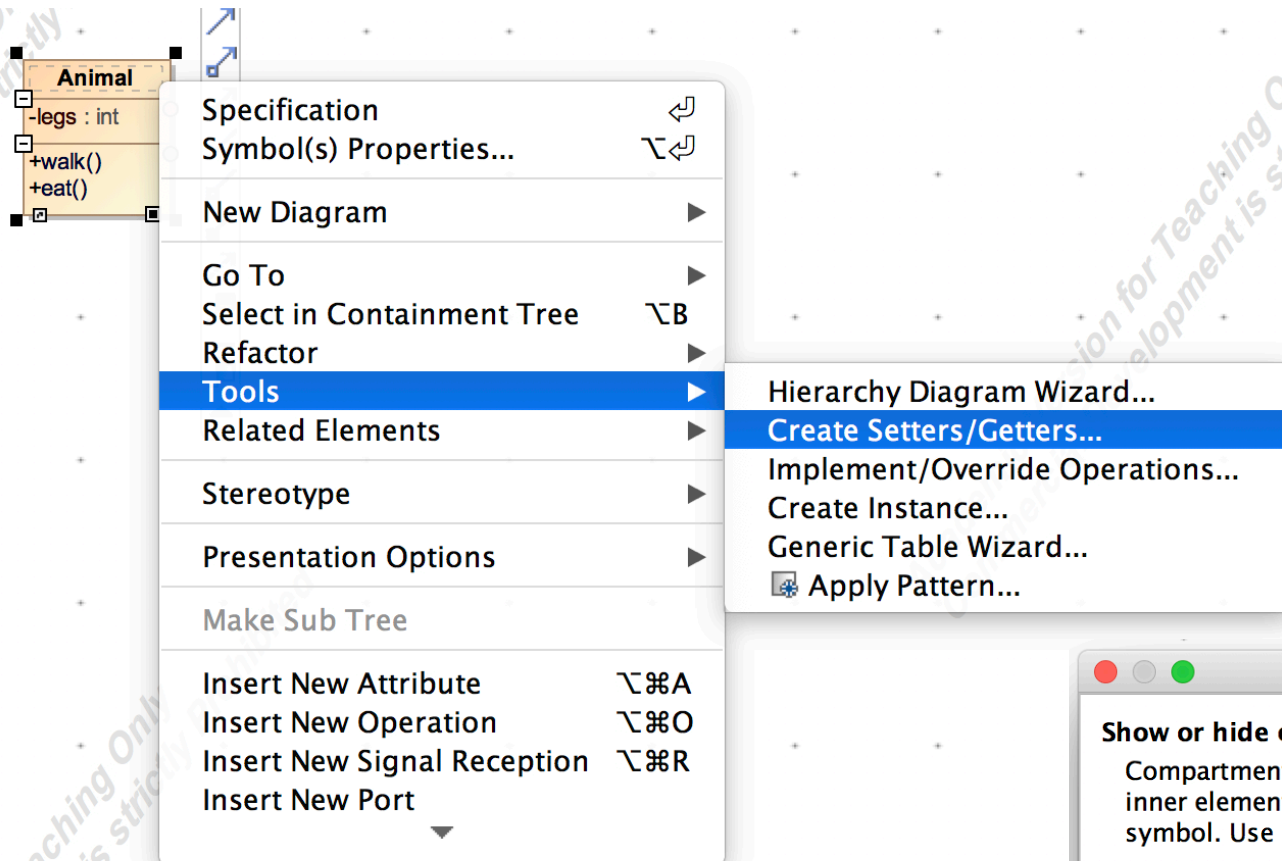 Animal
-legs : int
+walk()
+eat()
Specification
Symbol(s) Properties... ⌥
New Diagram
Go To
Select in Containment Tree ⌥B
Refactor
Tools
Related Elements
Stereotype
Presentation Options
Make Sub Tree
Insert New Attribute ⌥⌘A
Insert New Operation ⌥⌘O
Insert New Signal Reception ⌥⌘R
Insert New Port
Hierarchy Diagram Wizard...
Create Setters/Getters...
Implement/Override Operations...
Create Instance...
Generic Table Wizard...
Apply Pattern...
Show or hide
Compartmen
inner elemen
symbol. Use
for Teaching